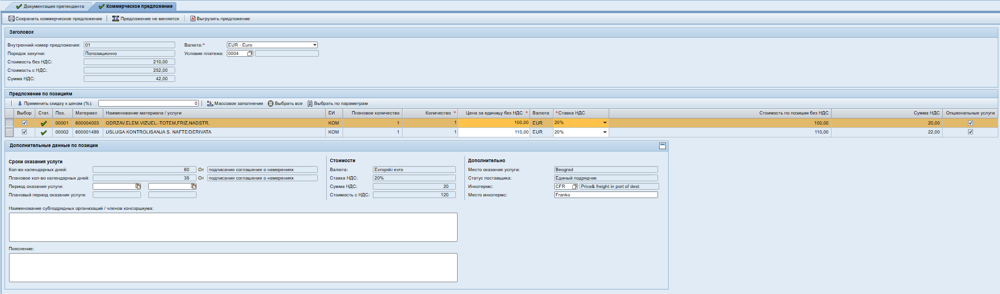 Документация претендента Коммерческое предложение
Сохранить коммерческое предложение Предложение не меняется Выгрузить предложение
Заголовок
Внутренний номер предложения: 01 Валюта:* EUR - Euro
Порядок закупки: Попозиционно Условие платежа: 0004
Стоимость без НДС: 210,00
Стоимость с НДС: 252,00
Сумма НДС: 42,00
Предложение по позициям
Применить скидку к ценам (%): 0 Массовое заполнение Выбрать все Выбрать по параметрам
Выбор Стат. Поз. Материал Наименование материала / услуги ЕИ Плановое количество Количество * Цена за единицу без НДС * Валюта *Ставка НДС Стоимость по позиции без НДС Сумма НДС Опциональные услуги
00001 600004003 ODRZAV.ELEM.VIZUEL.-TOTEM,FRIZ,NADSTR. KOM 1 1 100,00 EUR 20% 100,00 20,00
00002 600001489 USLUGA KONTROLISANJA S. NAFTE/DERIVATA KOM 1 1 110,00 EUR 20% 110,00 22,00
Дополнительные данные по позиции
Сроки оказания услуги Стоимости Дополнительно
Кол-во календарных дней: 60 От подписания соглашения о намерениях Валюта: Evropski evro Место оказания услуги: Beograd
Плановое кол-во календарных дней: 35 От подписания соглашения о намерениях Ставка НДС: 20% Статус поставщика: Единый подрядчик
Период оказания услуги: Сумма НДС: 20 Инкотермс: CFR Price& freight in port of dest
Плановый период оказания услуги: Стоимость с НДС: 120 Место инкотермс: Franko
Наименование субподрядных организаций / членов консорциума:
Пояснение: